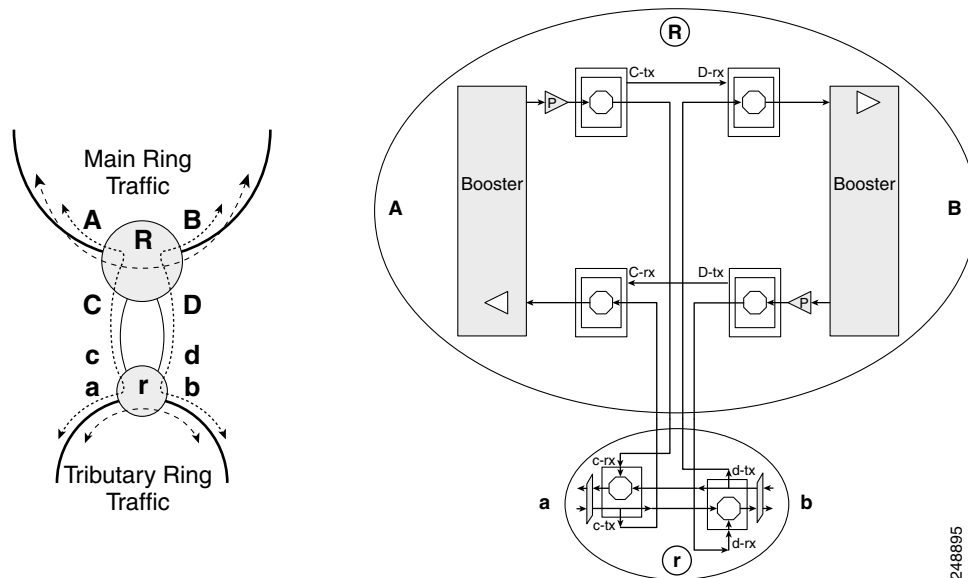 Main Ring
Traffic
A
B
R
C
D
c
d
a
r
b
Tributary Ring
Traffic
R
C-tx
D-rx
P
Booster
Booster
A
B
C-rx
D-tx
P
c-rx
d-tx
a
b
c-tx
d-rx
r
248895